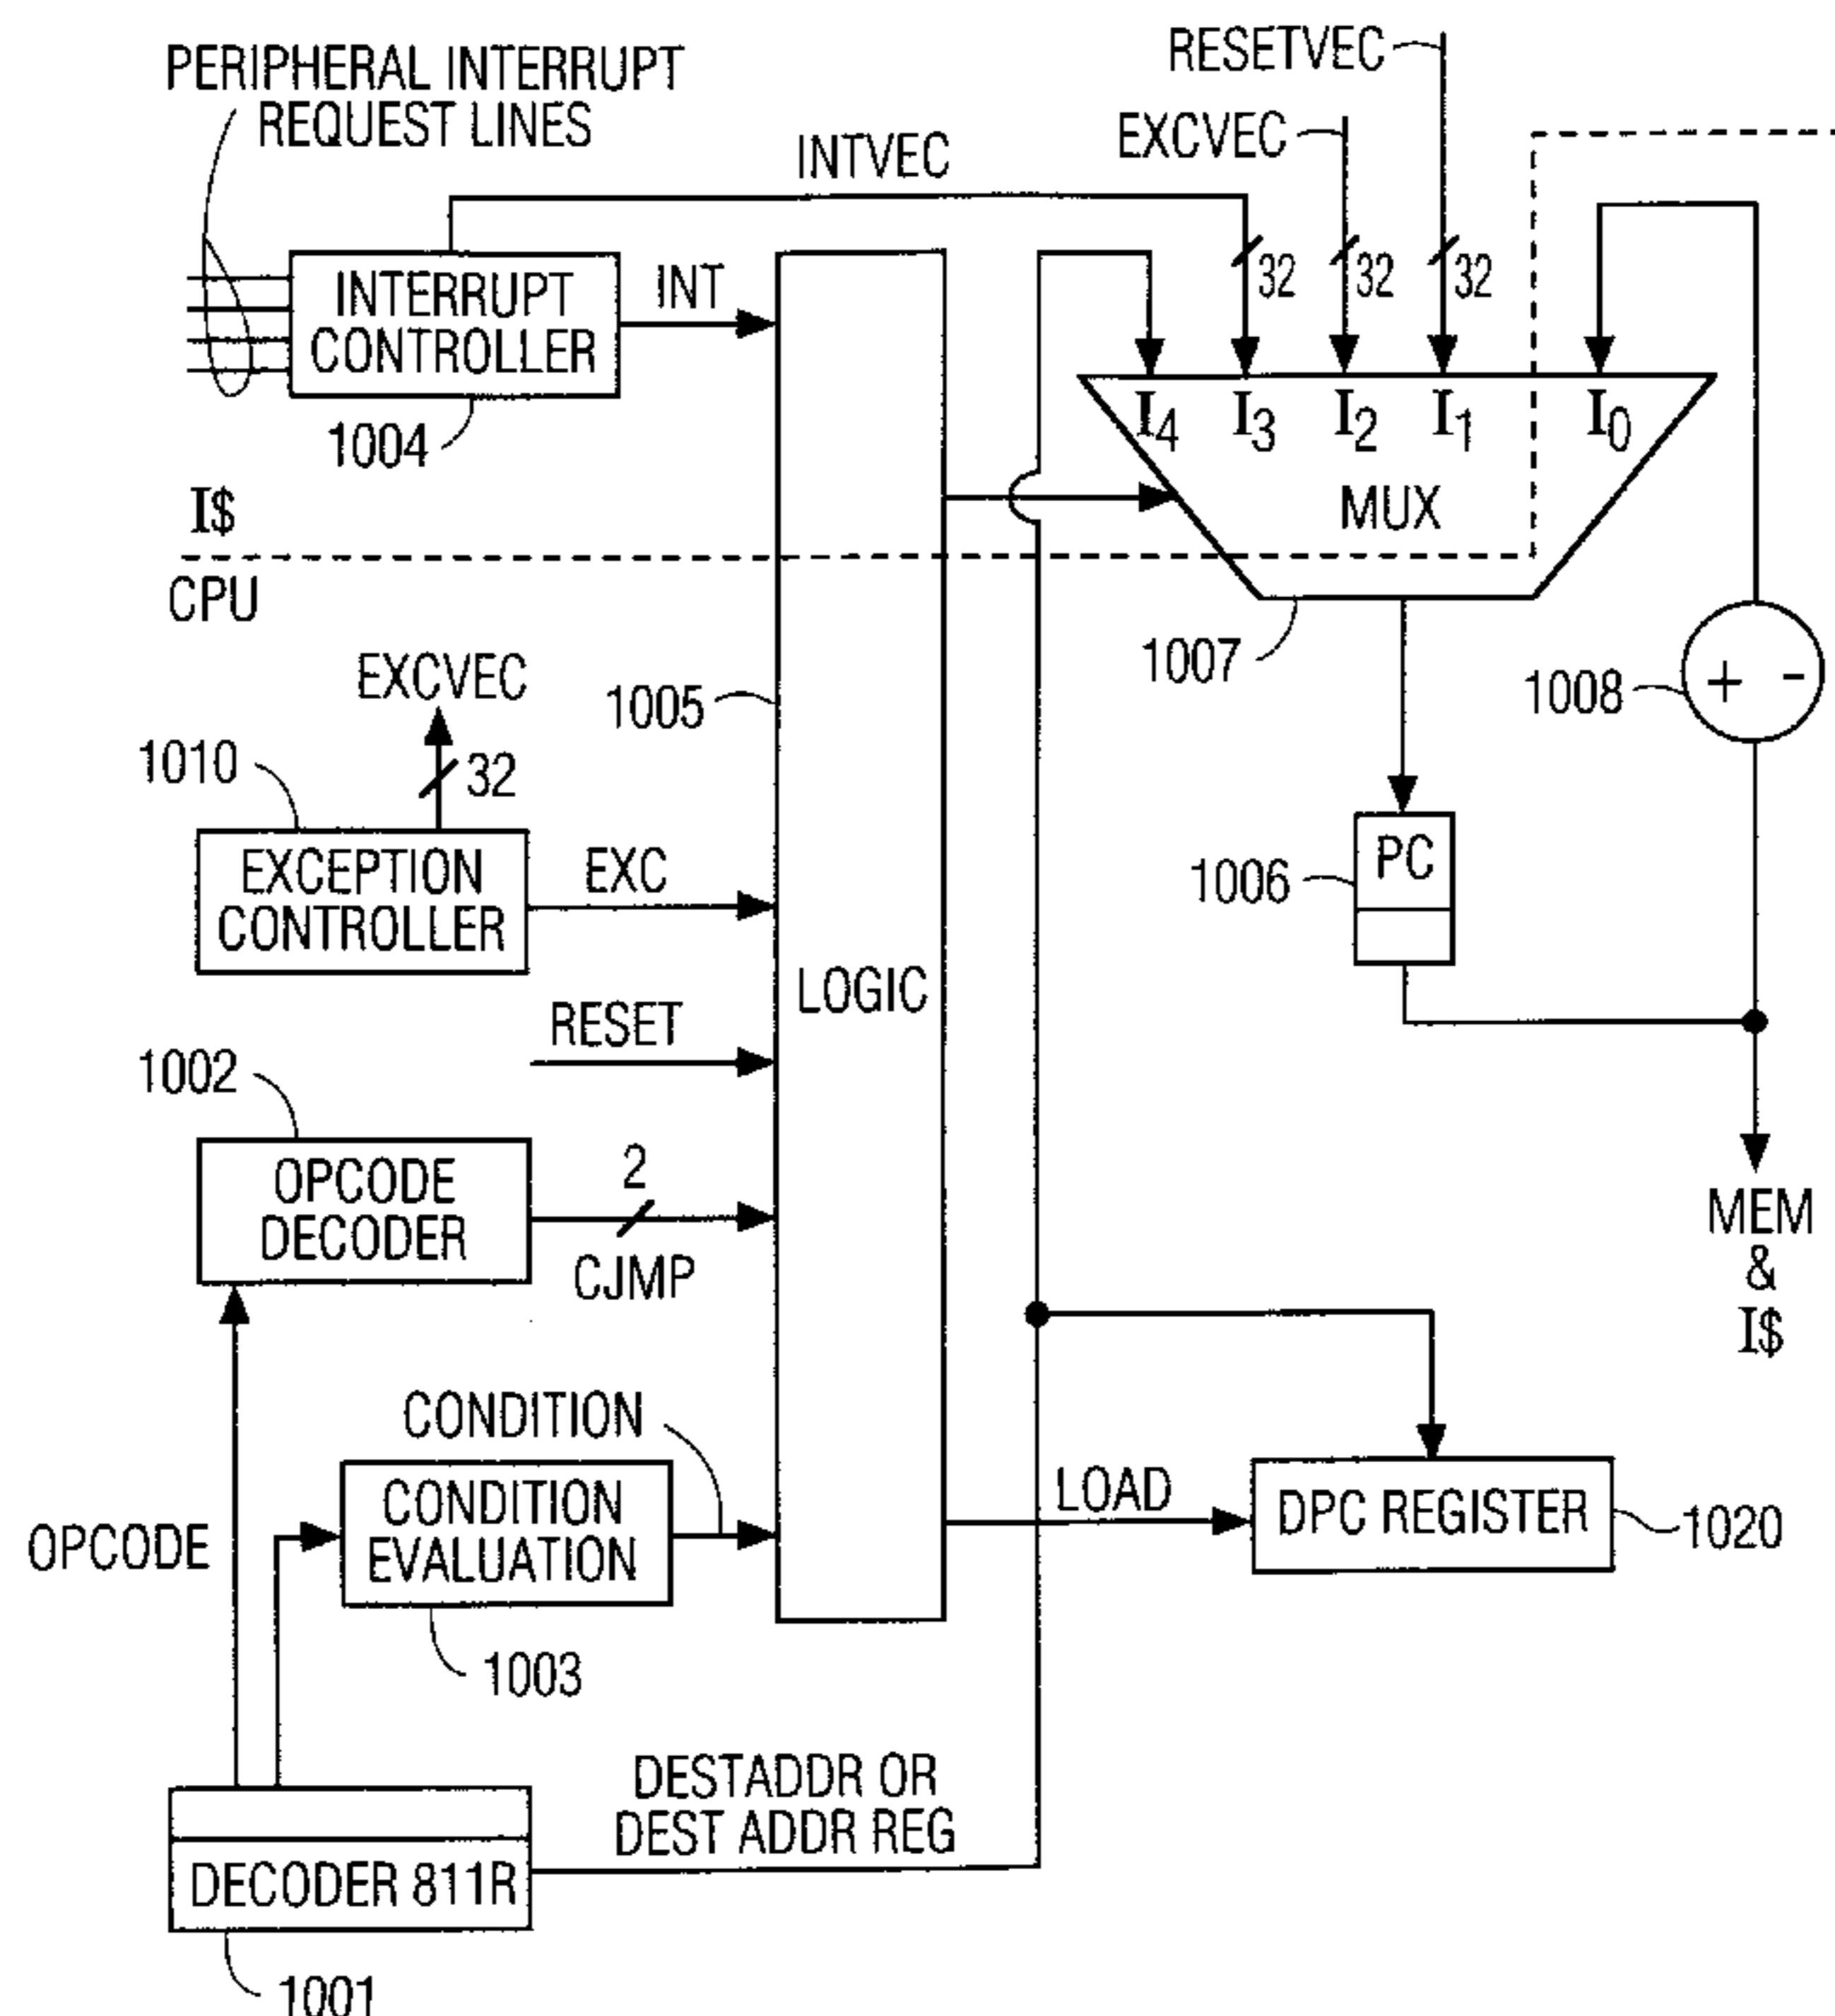 PERIPHERAL INTERRUPT
REQUEST LINES
RESETVEC
EXCVEC
INTVEC
INTERRUPT
CONTROLLER
INT
32
32
32
1004
I4
I3
I2
I1
I0
MUX
I$
CPU
1007
1008
+ -
EXCVEC
1005
1010
32
EXCEPTION
CONTROLLER
EXC
PC
1006
LOGIC
RESET
1002
OPCODE
DECODER
2
CJMP
MEM
&
I$
CONDITION
CONDITION
EVALUATION
OPCODE
LOAD
DPC REGISTER
1020
1003
DESTADDR OR
DEST ADDR REG
DECODER 811R
1001